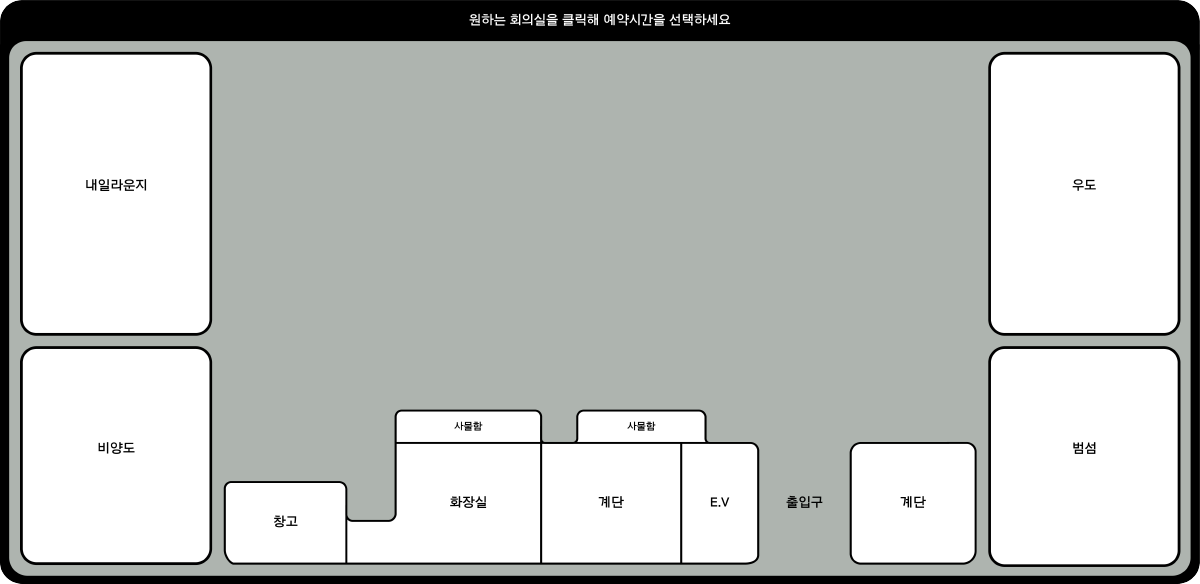 원하는 회의실을 클릭해 예약시간을 선택하세요
내일라운지
우도
사물함
사물함
비양도
범섬
화장실
계단
E.V
출입구
계단
창고